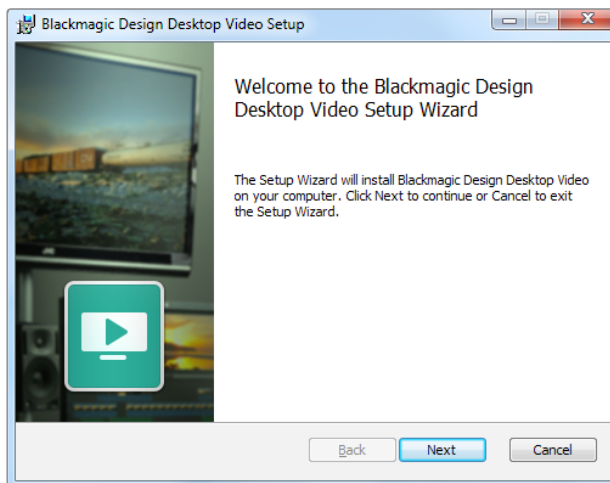 Blackmagic Design Desktop Video Setup
Welcome to the Blackmagic Design
Desktop Video Setup Wizard
The Setup Wizard will install Blackmagic Design Desktop Video
on your computer. Click Next to continue or Cancel to exit
the Setup Wizard.
JVC
Back
Next
Cancel